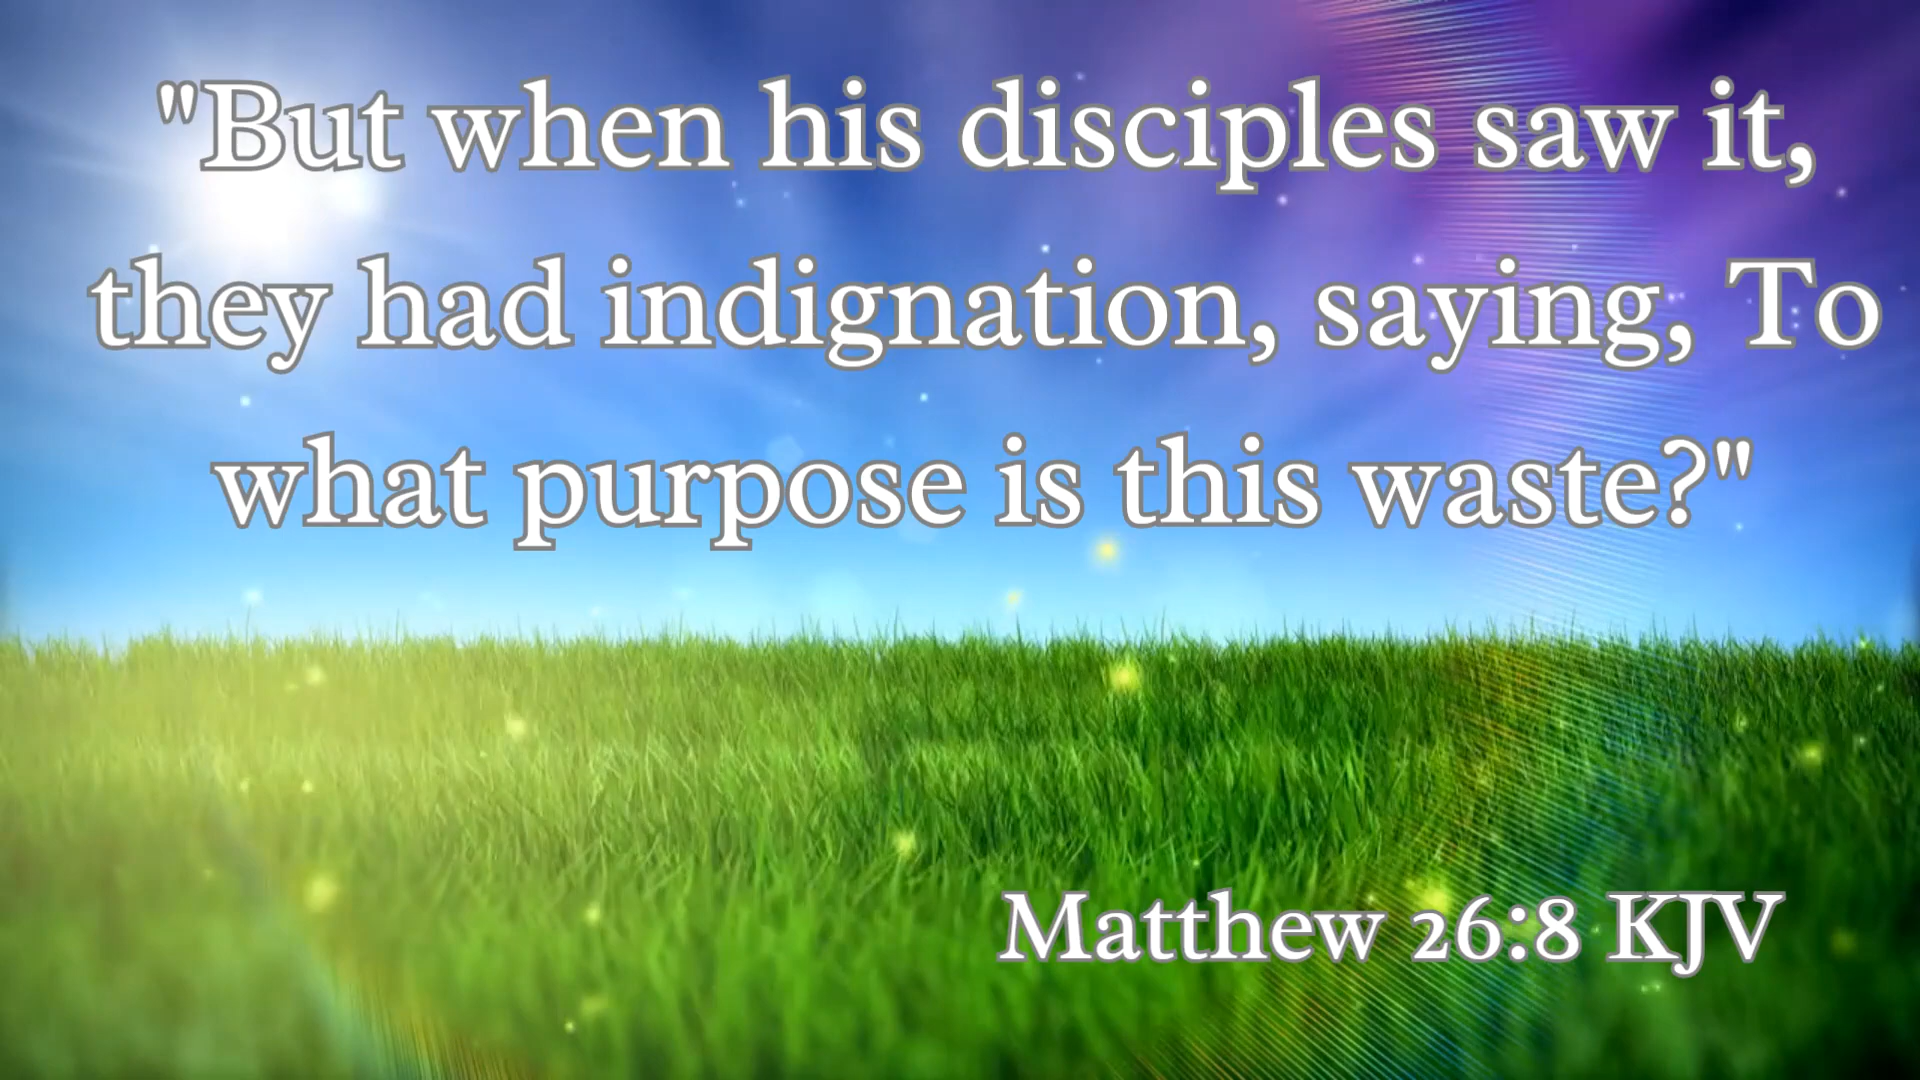 "But when his disciples saw it,
they had indignation, saying, To
what purpose is this waste?"
Matthew 26:8 KJV